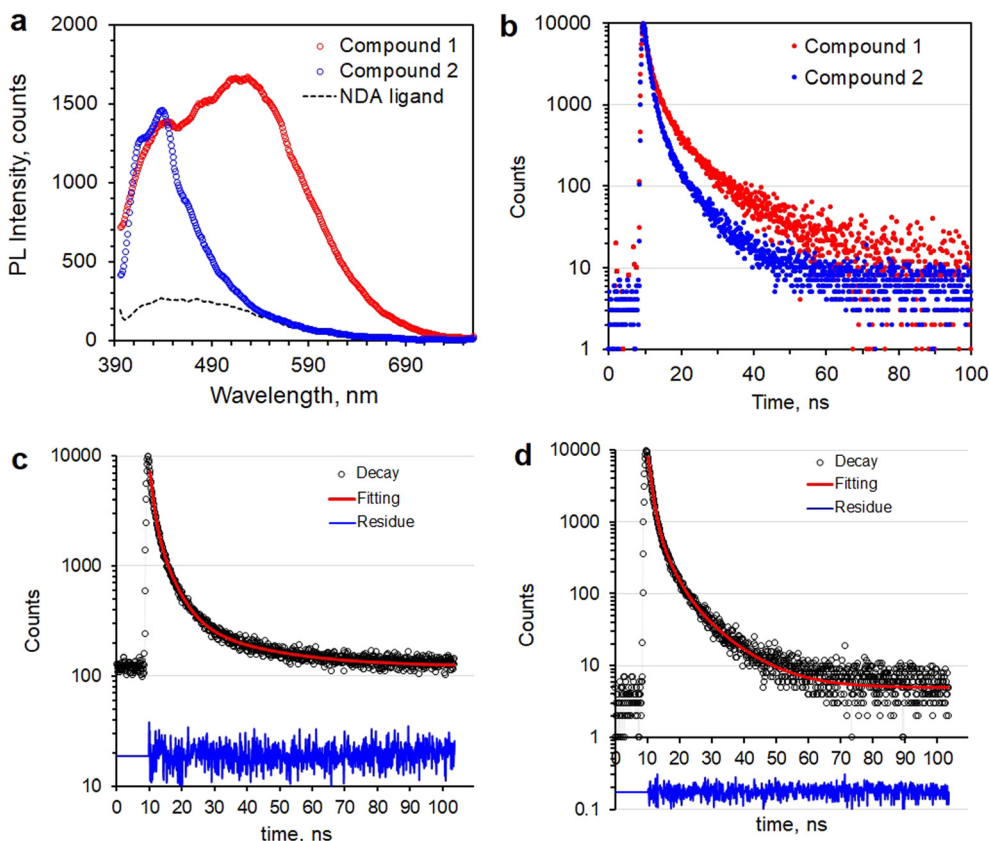 a
2000
1500
1000
500
0
PL Intensity, counts
Compound 1
Compound 2
NDA ligand
390 490 590 690
Wavelength, nm
b
10000
1000
100
10
1
Counts
Compound 1
Compound 2
0 20 40 60 80 100
Time, ns
c
10000
1000
100
10
Counts
Decay
Fitting
Residue
0 10 20 30 40 50 60 70 80 90 100
time, ns
d
10000
1000
100
10
1
0.1
Counts
Decay
Fitting
Residue
0 10 20 30 40 50 60 70 80 90 100
time, ns